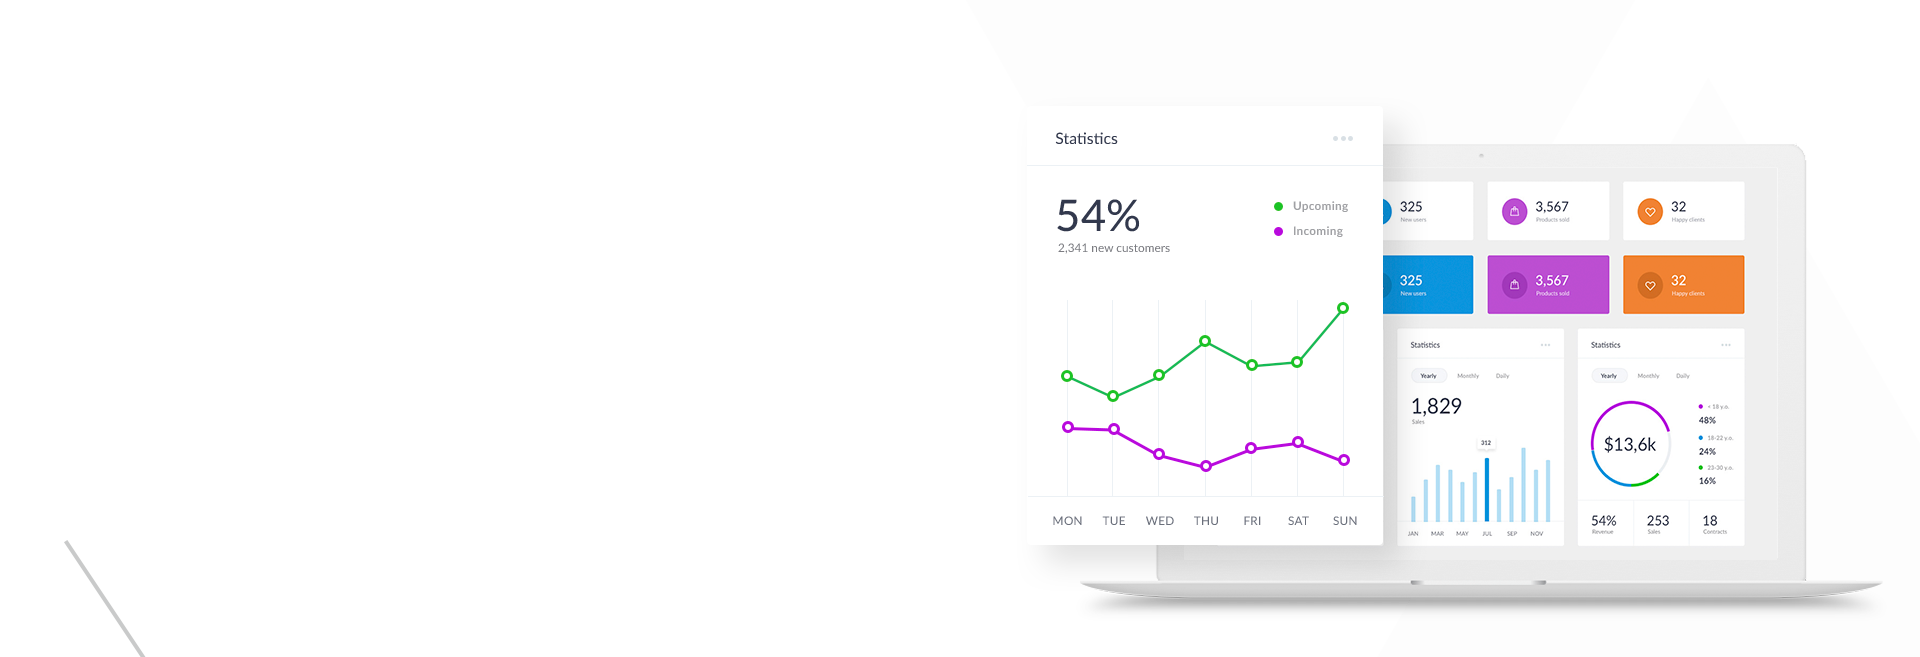 Statistics
54%
2,341 new customers
Upcoming
Incoming
MON TUE WED THU FRI SAT SUN
325
New users
3,567
Products sold
32
Happy clients
325
New users
3,567
Products sold
32
Happy clients
Statistics
Yearly Monthly Daily
1,829
Sales
312
JAN MAR MAY JUL SEP NOV
Statistics
Yearly Monthly Daily
$13,6k
< 18 y.o.
48%
18-22 y.o.
24%
23-30 y.o.
16%
54%
Revenue
253
Sales
18
Contracts